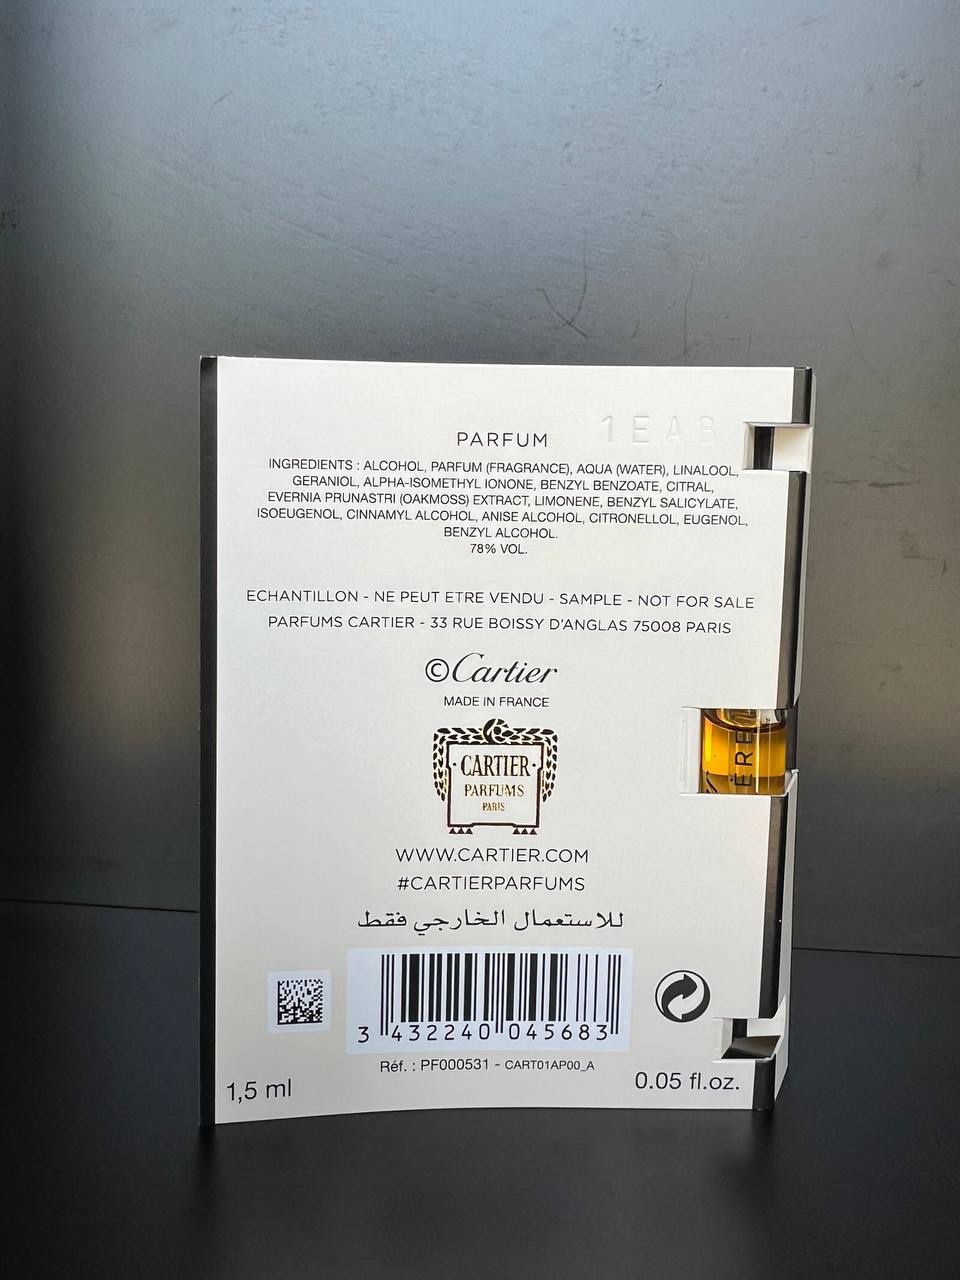 1EAB
PARFUM
INGREDIENTS : ALCOHOL, PARFUM (FRAGRANCE), AQUA (WATER), LINALOOL,
GERANIOL, ALPHA-ISOMETHYL IONONE, BENZYL BENZOATE, CITRAL,
EVERNIA PRUNASTRI (OAKMOSS) EXTRACT, LIMONENE, BENZYL SALICYLATE,
ISOEUGENOL, CINNAMYL ALCOHOL, ANISE ALCOHOL, CITRONELLOL, EUGENOL,
BENZYL ALCOHOL.
78% VOL.
ECHANTILLON - NE PEUT ETRE VENDU - SAMPLE - NOT FOR SALE
PARFUMS CARTIER - 33 RUE BOISSY D'ANGLAS 75008 PARIS
©Cartier
MADE IN FRANCE
CARTIER
PARFUMS
PARIS
WWW.CARTIER.COM
#CARTIERPARFUMS
للاستعمال الخارجي فقط
3 432240 045683
Réf. : PF000531 - CART01AP00_A
1,5 ml
0.05 fl.oz.